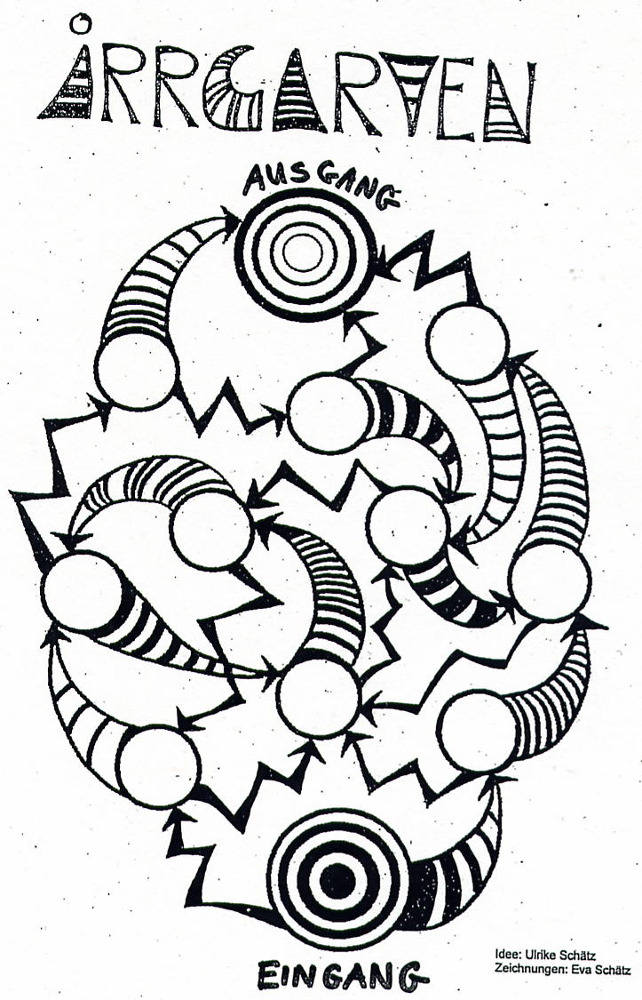 ÅRRGARTEN
AUSGANG
EINGANG
Idee: Ulrike Schätz
Zeichnungen: Eva Schätz